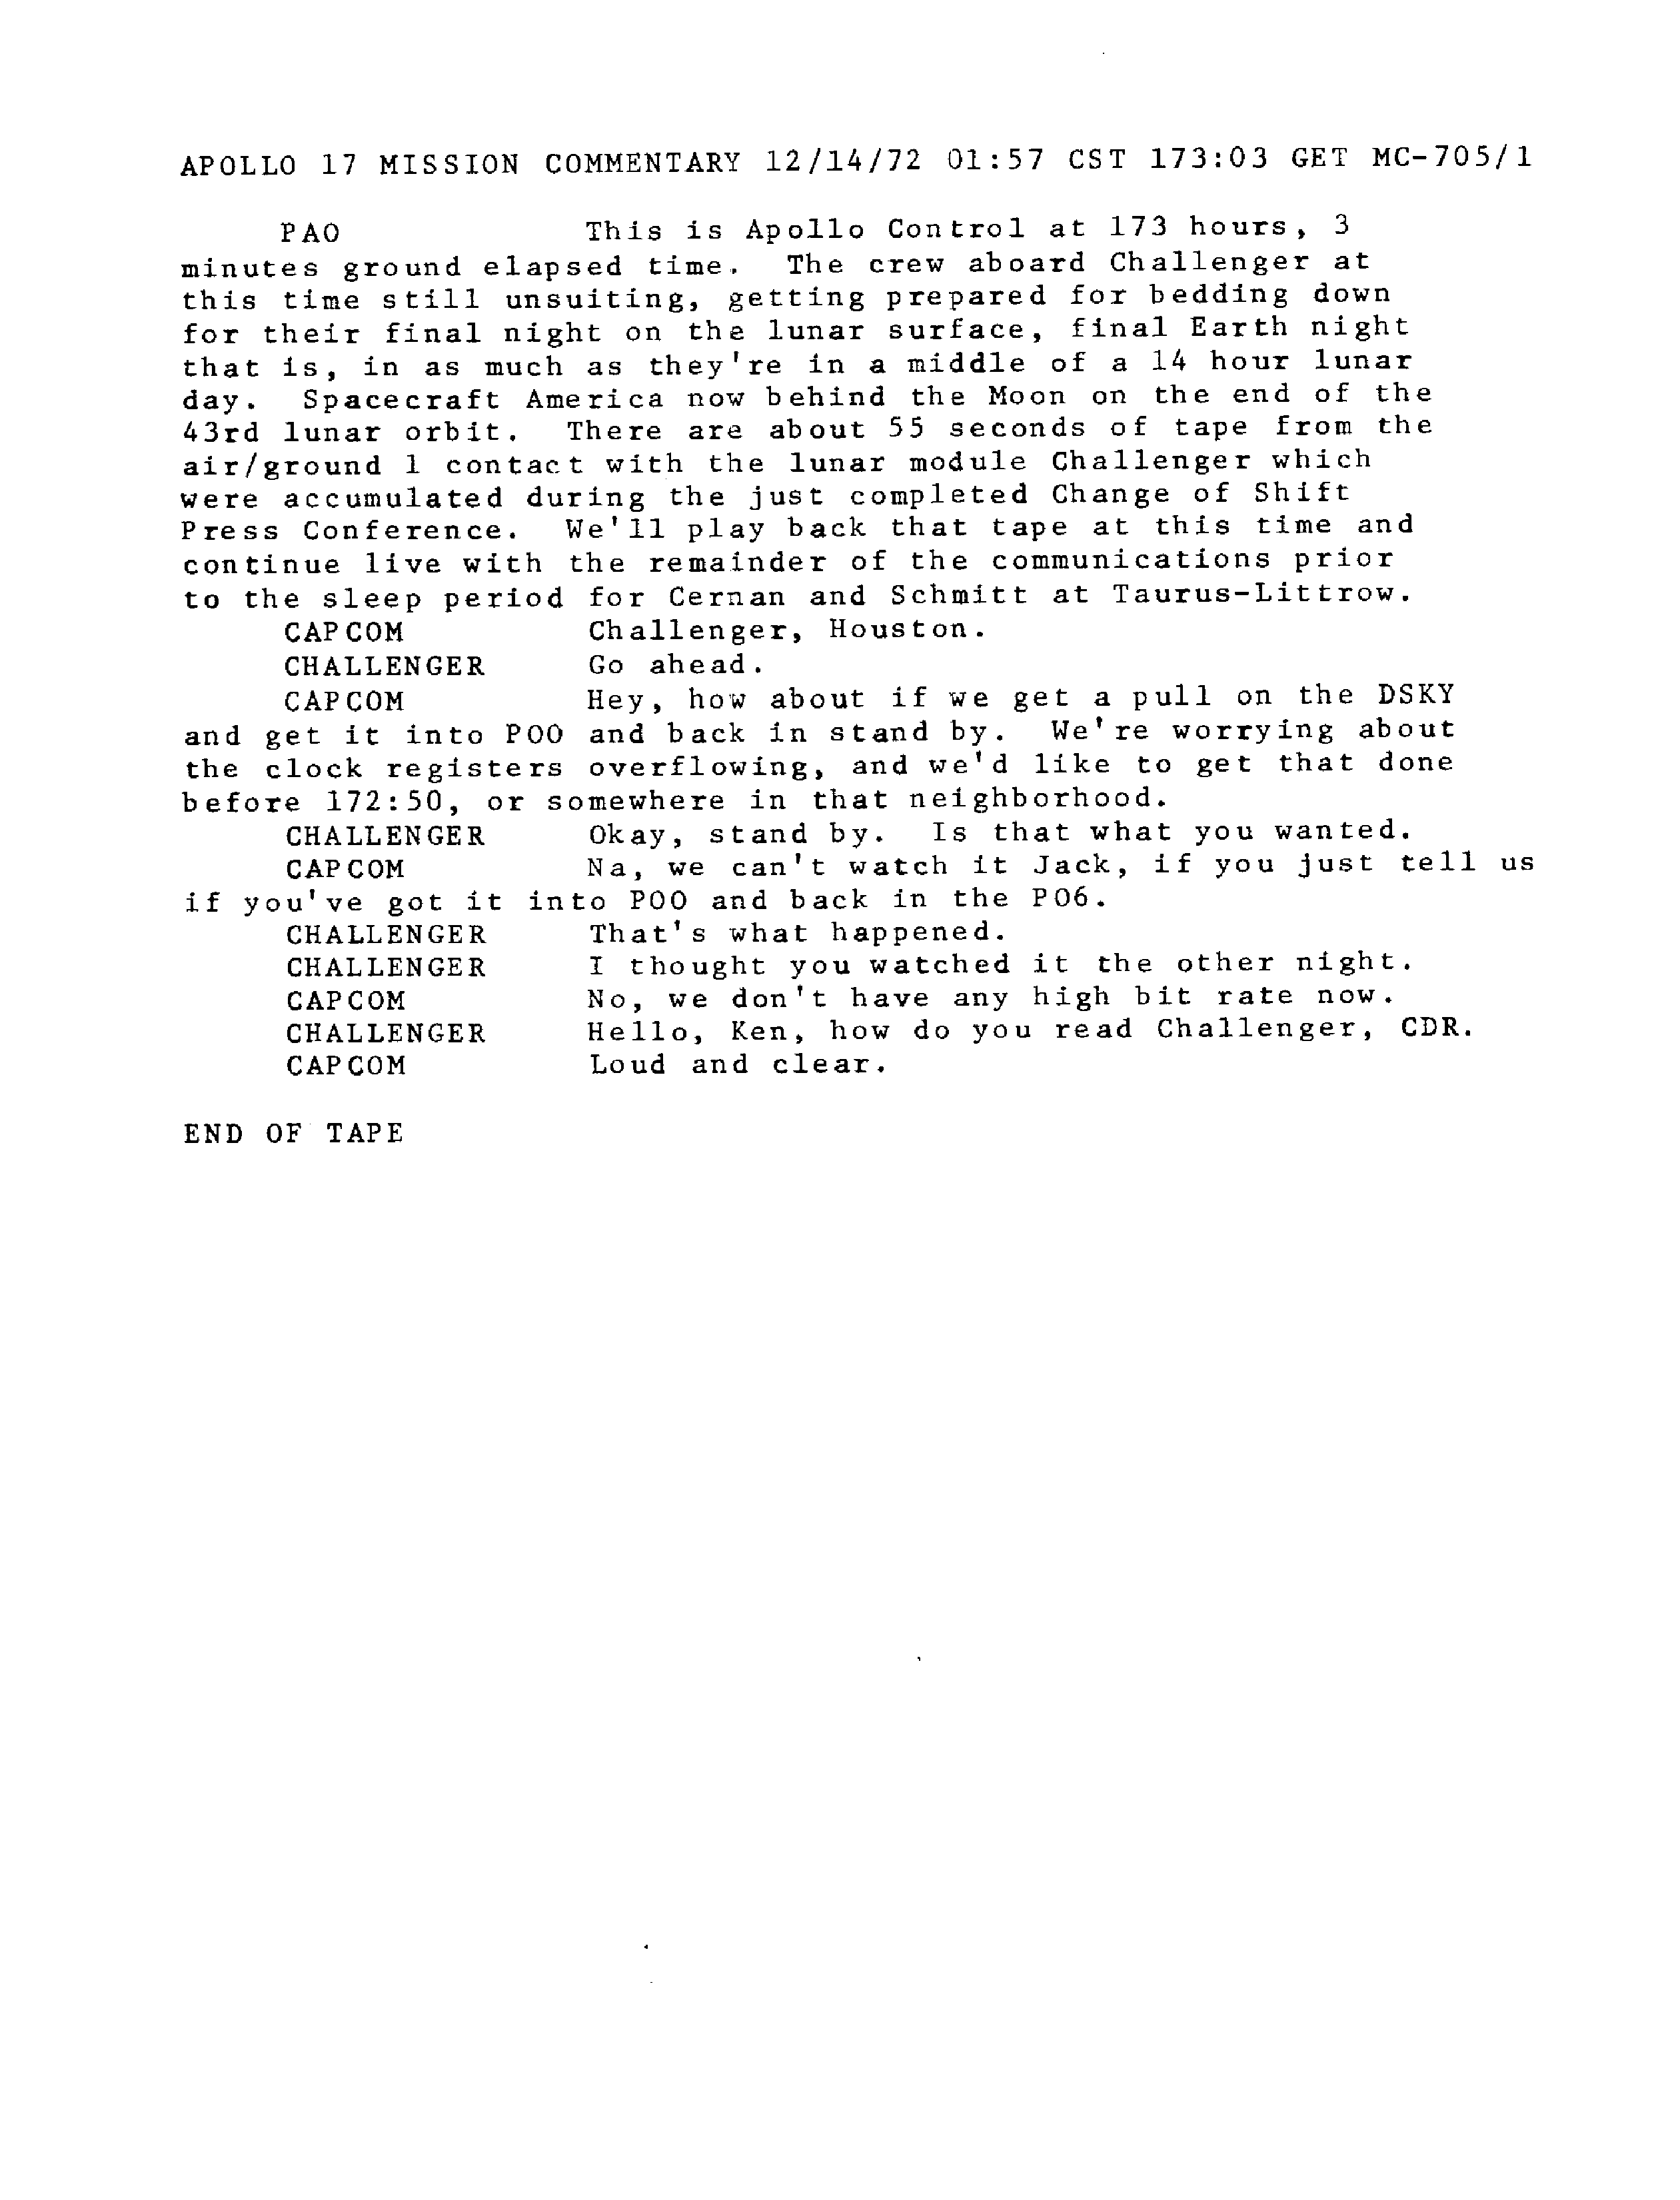 APOLLO 17 MISSION COMMENTARY 12/14/72 01:57 CST 173:03 GET MC-705/1
PAO This is Apollo Control at 173 hours, 3
minutes ground elapsed time. The crew aboard Challenger at
this time still unsuiting, getting prepared for bedding down
for their final night on the lunar surface, final Earth night
that is, in as much as they're in a middle of a 14 hour lunar
day. Spacecraft America now behind the Moon on the end of the
43rd lunar orbit. There are about 55 seconds of tape from the
air/ground 1 contact with the lunar module Challenger which
were accumulated during the just completed Change of Shift
Press Conference. We'll play back that tape at this time and
continue live with the remainder of the communications prior
to the sleep period for Cernan and Schmitt at Taurus-Littrow.
CAPCOM Challenger, Houston.
CHALLENGER Go ahead.
CAPCOM Hey, how about if we get a pull on the DSKY
and get it into POO and back in stand by. We're worrying about
the clock registers overflowing, and we'd like to get that done
before 172:50, or somewhere in that neighborhood.
CHALLENGER Okay, stand by. Is that what you wanted.
CAPCOM Na, we can't watch it Jack, if you just tell us
if you've got it into POO and back in the PO6.
CHALLENGER That's what happened.
CHALLENGER I thought you watched it the other night.
CAPCOM No, we don't have any high bit rate now.
CHALLENGER Hello, Ken, how do you read Challenger, CDR.
CAPCOM Loud and clear.
END OF TAPE